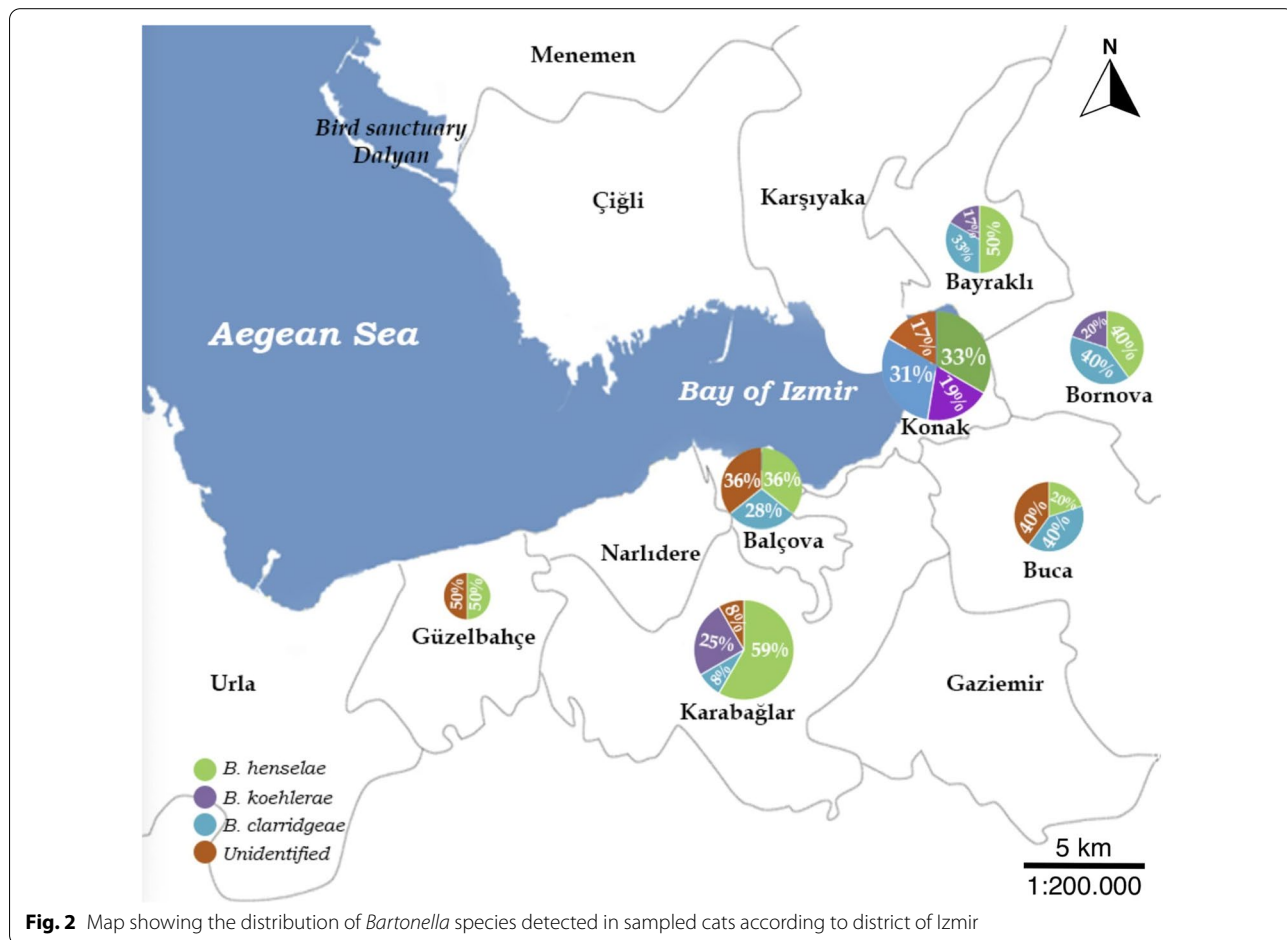 N
Menemen
Bird sanctuary
Dalyan
Çiğli
Karşıyaka
17%
50%
33%
Bayraklı
Aegean Sea
Bay of Izmir
17%
33%
31%
19%
Konak
20%
40%
40%
Bornova
36%
36%
28%
Balçova
Narlıdere
20%
40%
40%
Buca
50%
50%
Güzelbahçe
8%
25%
59%
8%
Karabağlar
Urla
Gaziemir
B. henselae
B. koehlerae
B. clarridgeae
Unidentified
5 km
1:200.000
Fig. 2 Map showing the distribution of Bartonella species detected in sampled cats according to district of Izmir